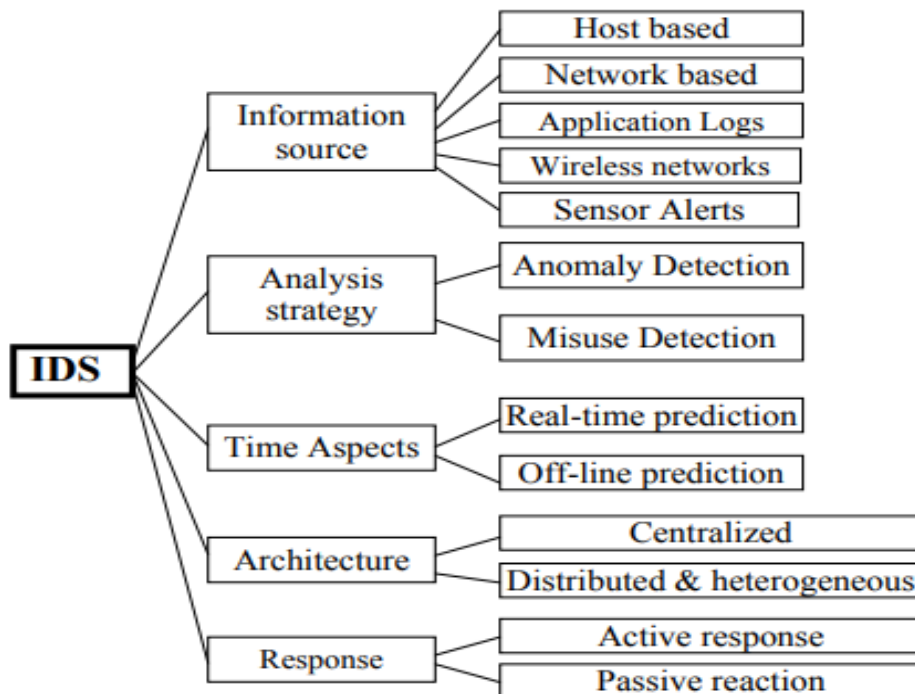 Host based
Network based
Information
source
Application Logs
Wireless networks
Sensor Alerts
Analysis
strategy
Anomaly Detection
Misuse Detection
IDS
Time Aspects
Real-time prediction
Off-line prediction
Architecture
Centralized
Distributed & heterogeneous
Response
Active response
Passive reaction